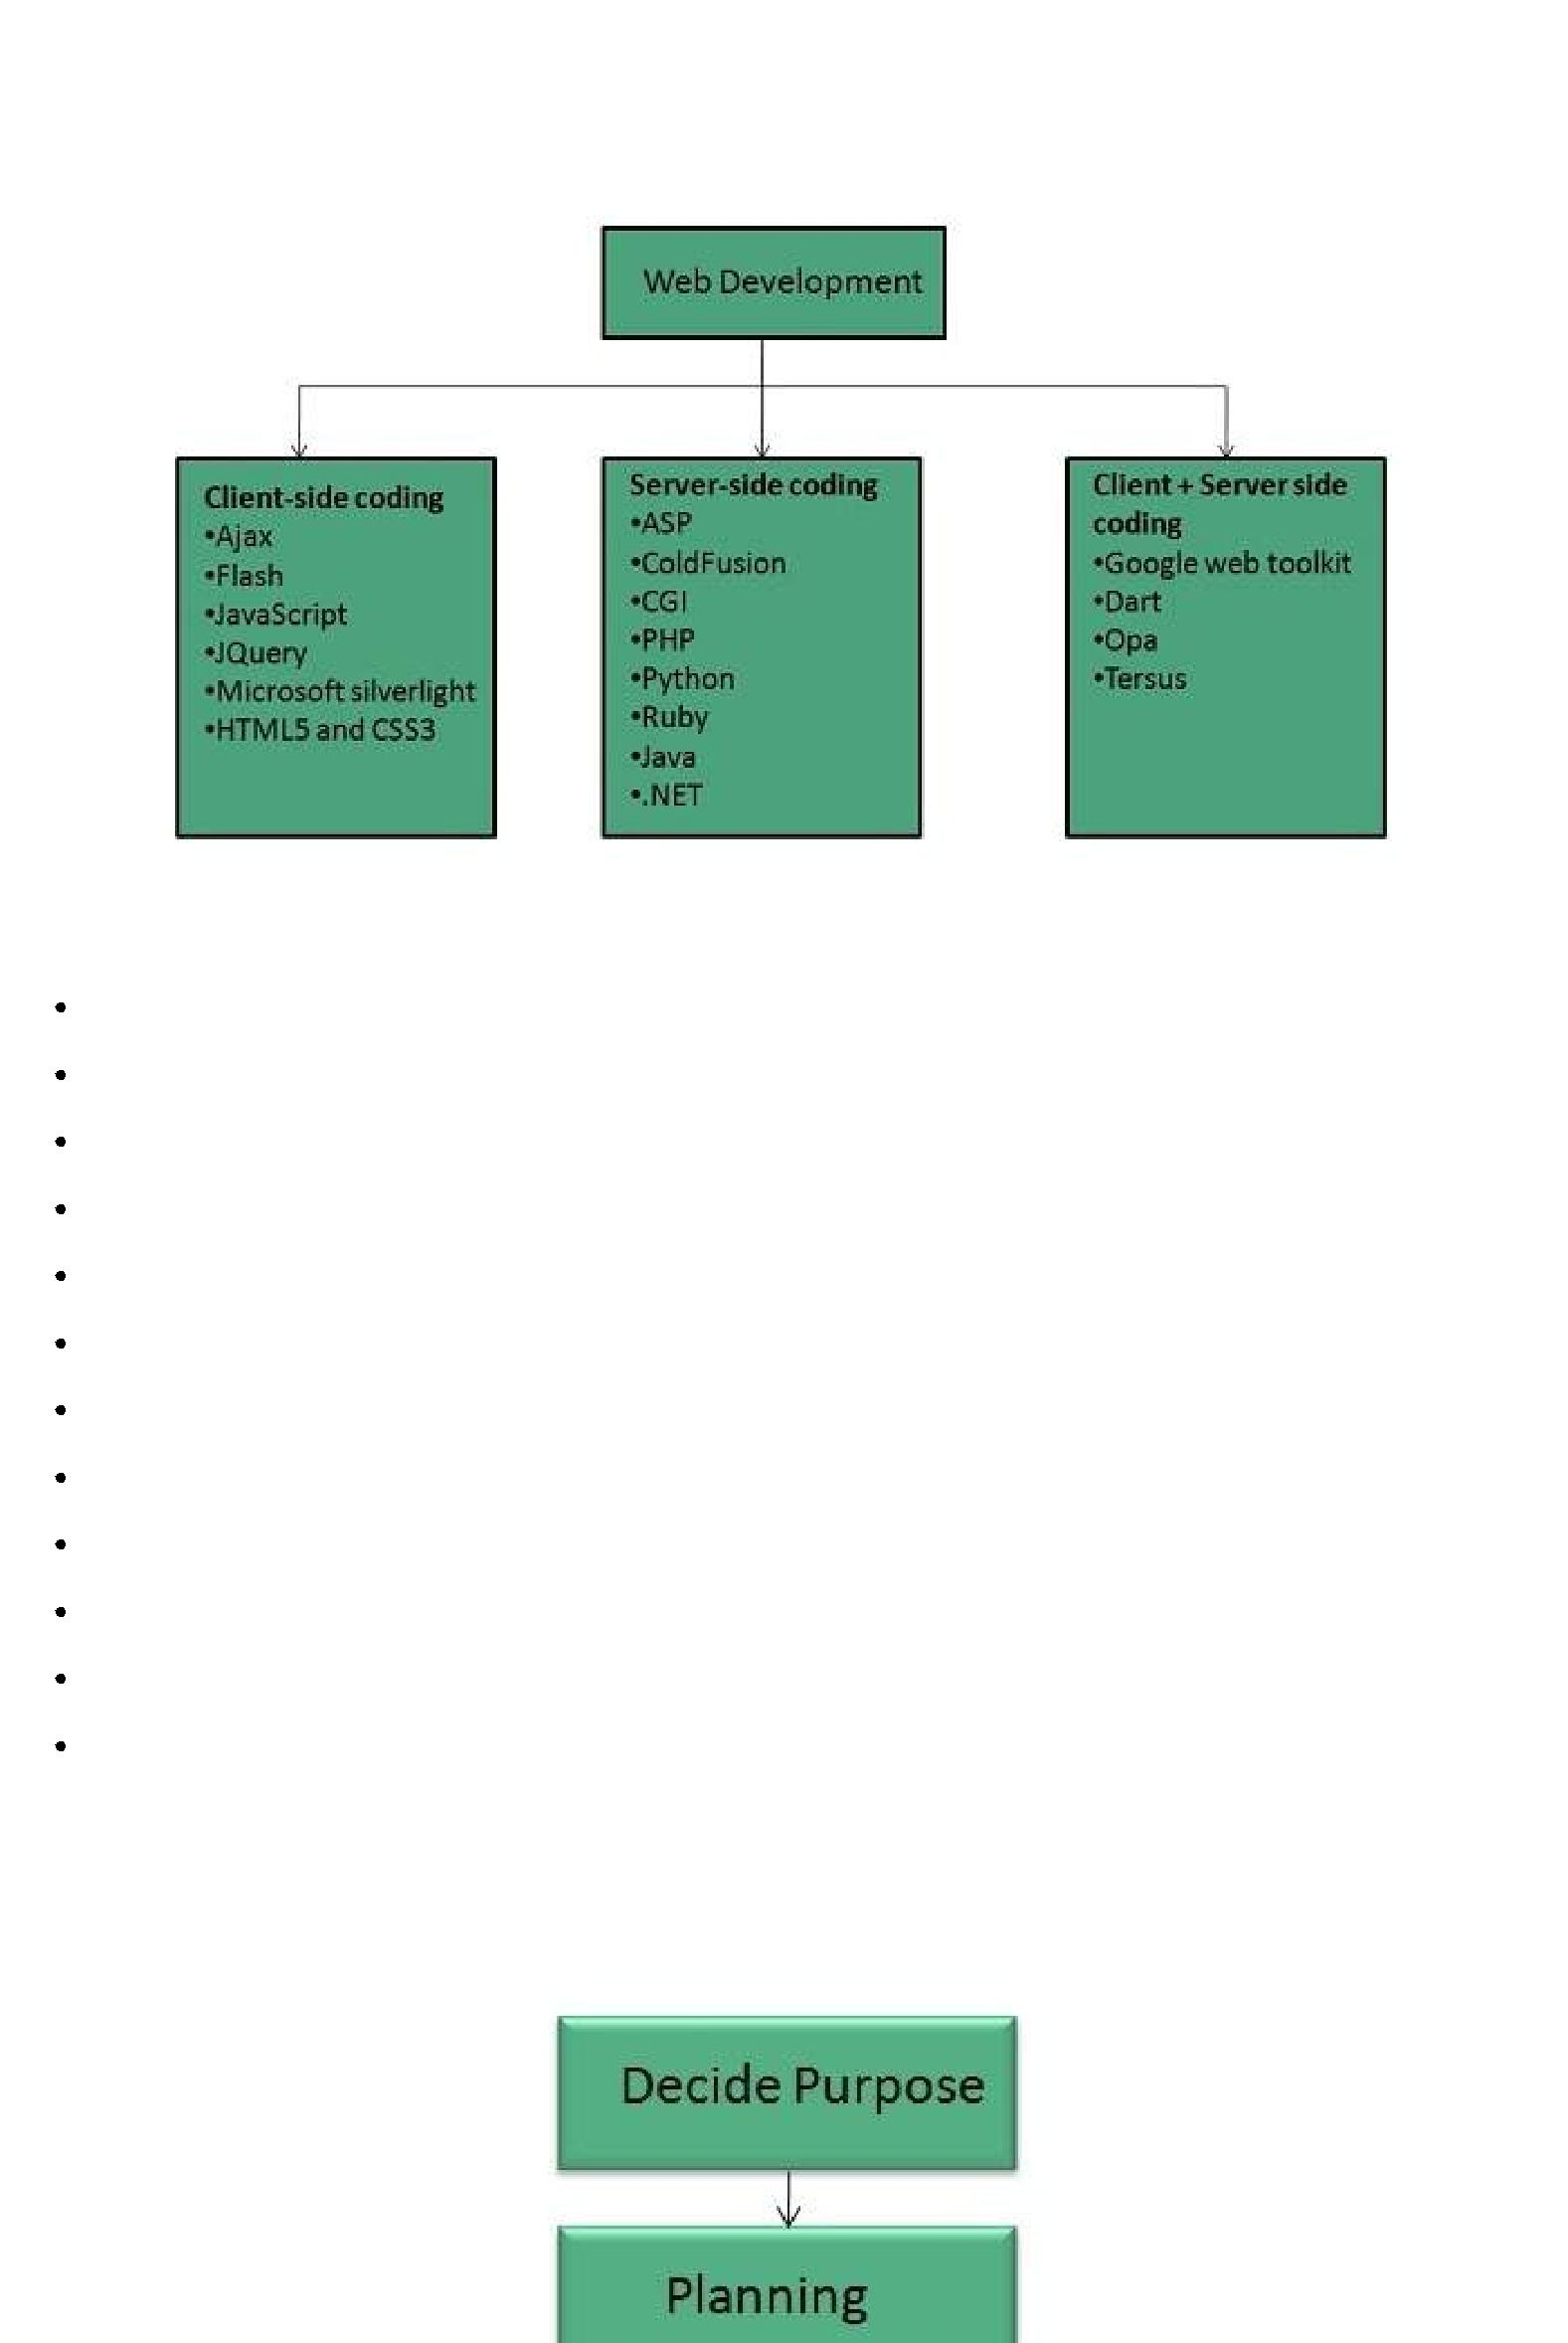 Web Development
Client-side coding
•Ajax
•Flash
•JavaScript
•JQuery
•Microsoft silverlight
•HTML5 and CSS3
Server-side coding
•ASP
•ColdFusion
•CGI
•PHP
•Python
•Ruby
•Java
•.NET
Client + Server side
coding
•Google web toolkit
•Dart
•Opa
•Tersus
•
•
•
•
•
•
•
•
•
•
•
•
Decide Purpose
Planning